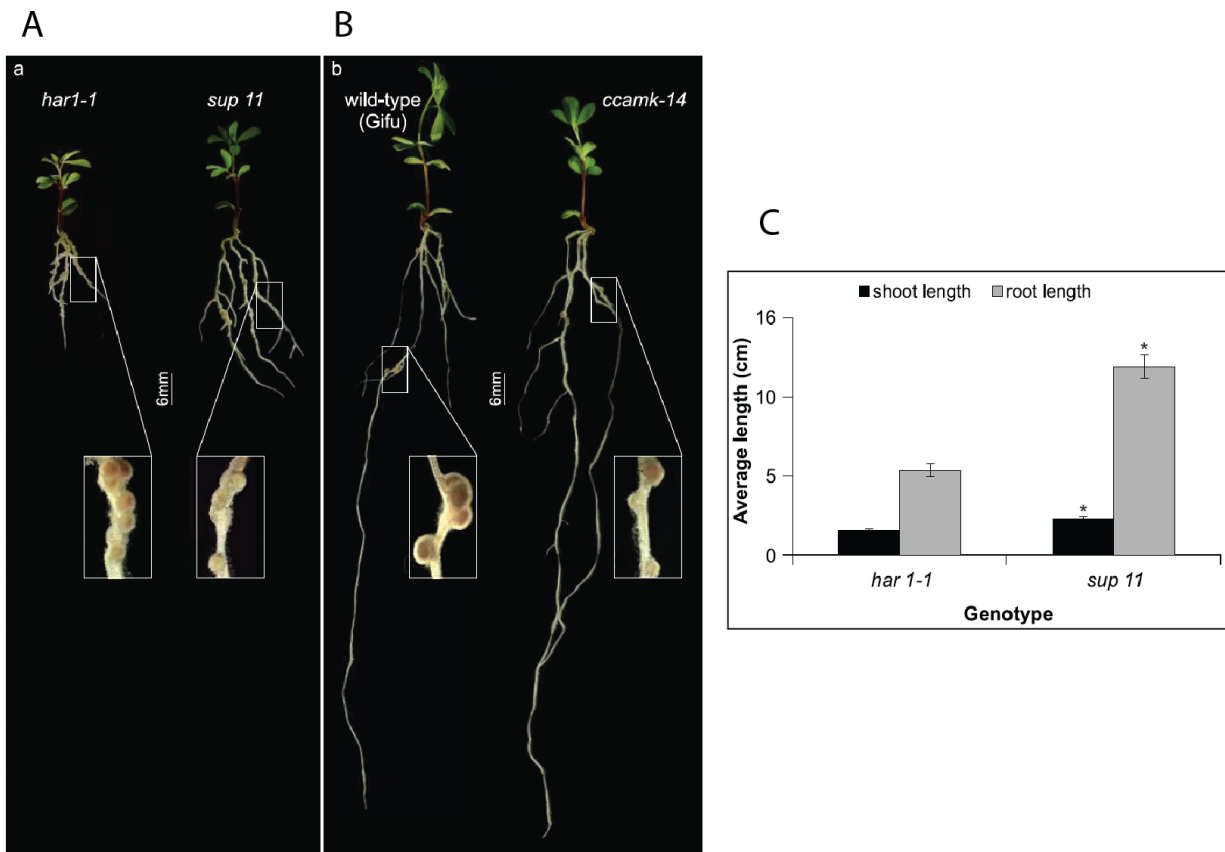 A
B
a
har1-1
sup 11
6mm
b
wild-type
(Gifu)
ccamk-14
6mm
C
shoot length
root length
Average length (cm)
16
12
5
0
*
*
har 1-1
sup 11
Genotype